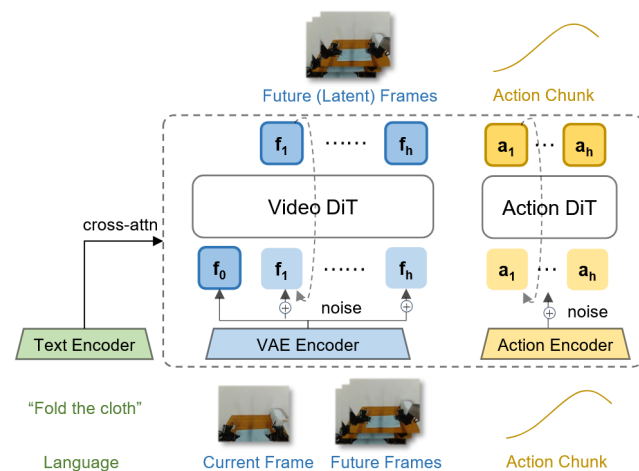 Future (Latent) Frames
Action Chunk
f1 ...... fh
a1 ... ah
Video DiT
Action DiT
cross-attn
f0 f1 ...... fh
a1 ... ah
noise
noise
Text Encoder
VAE Encoder
Action Encoder
“Fold the cloth”
Language
Current Frame
Future Frames
Action Chunk